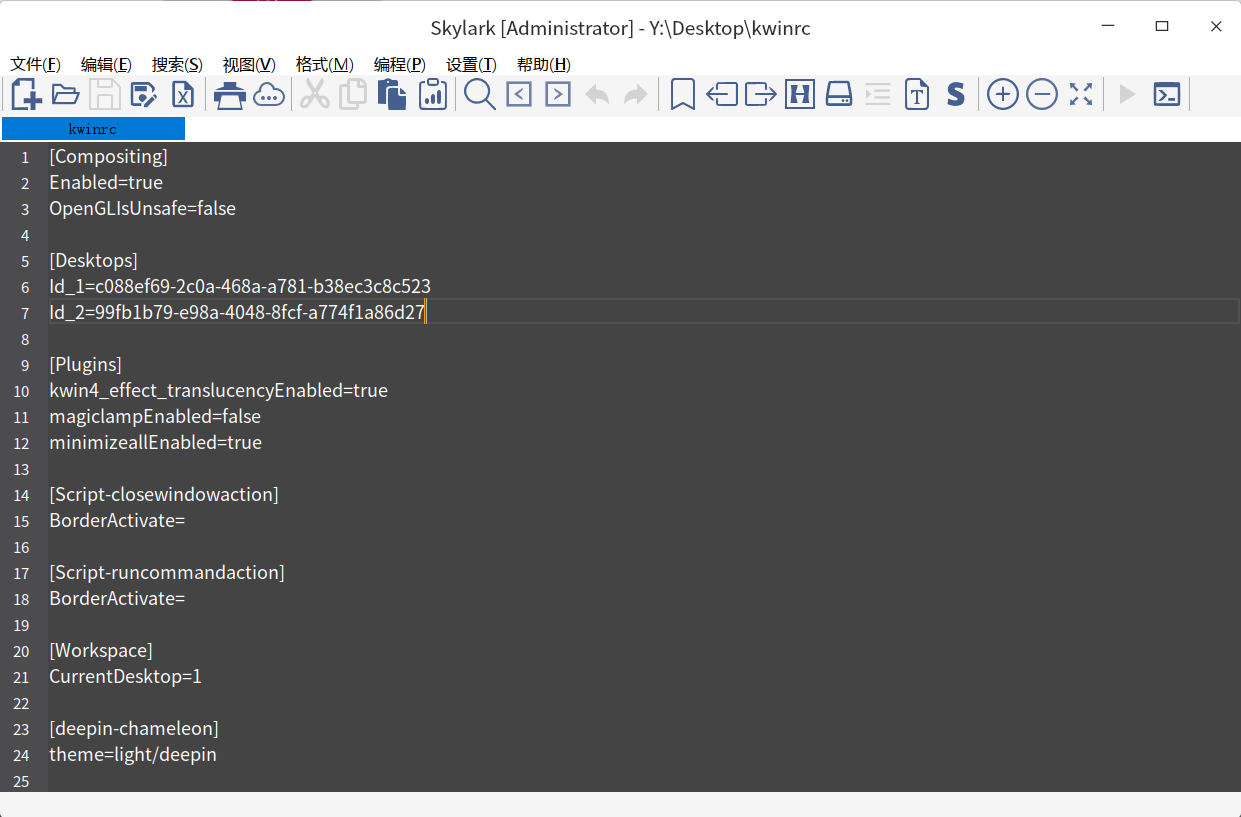 Skylark [Administrator] - Y:\Desktop\kwinrc
文件(F) 编辑(E) 搜索(S) 视图(V) 格式(M) 编程(P) 设置(T) 帮助(H)
kwinrc
1 [Compositing]
2 Enabled=true
3 OpenGLIsUnsafe=false
4
5 [Desktops]
6 Id_1=c088ef69-2c0a-468a-a781-b38ec3c8c523
7 Id_2=99fb1b79-e98a-4048-8fcf-a774f1a86d27
8
9 [Plugins]
10 kwin4_effect_translucencyEnabled=true
11 magiclampEnabled=false
12 minimizeallEnabled=true
13
14 [Script-closewindowaction]
15 BorderActivate=
16
17 [Script-runcommandaction]
18 BorderActivate=
19
20 [Workspace]
21 CurrentDesktop=1
22
23 [deepin-chameleon]
24 theme=light/deepin
25